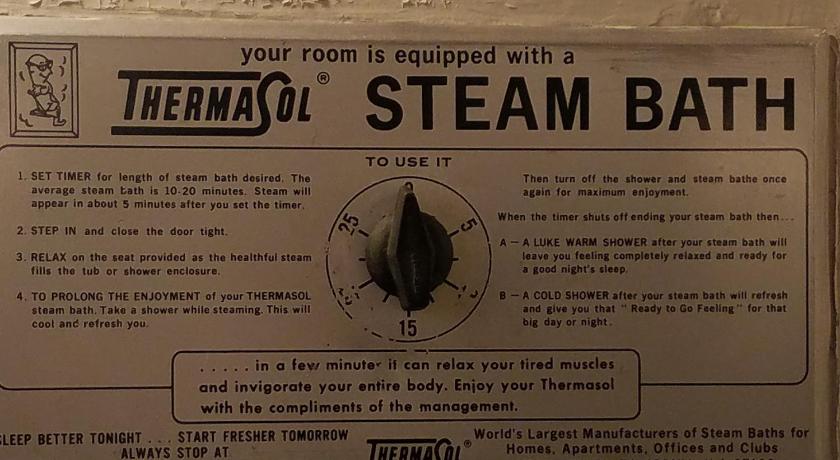 your room is equipped with a
THERMASOL® STEAM BATH
TO USE IT
1. SET TIMER for length of steam bath desired. The
average steam bath is 10-20 minutes. Steam will
appear in about 5 minutes after you set the timer.
2. STEP IN and close the door tight.
3. RELAX on the seat provided as the healthful steam
fills the tub or shower enclosure.
4. TO PROLONG THE ENJOYMENT of your THERMASOL
steam bath. Take a shower while steaming. This will
cool and refresh you.
25
5
15
Then turn off the shower and steam bathe once
again for maximum enjoyment.
When the timer shuts off ending your steam bath then...
A — A LUKE WARM SHOWER after your steam bath will
leave you feeling completely relaxed and ready for
a good night's sleep.
B — A COLD SHOWER after your steam bath will refresh
and give you that "Ready to Go Feeling" for that
big day or night.
. . . . . in a few minutes it can relax your tired muscles
and invigorate your entire body. Enjoy your Thermasol
with the compliments of the management.
SLEEP BETTER TONIGHT . . . START FRESHER TOMORROW
ALWAYS STOP AT
THERMASOL®
World's Largest Manufacturers of Steam Baths for
Homes, Apartments, Offices and Clubs